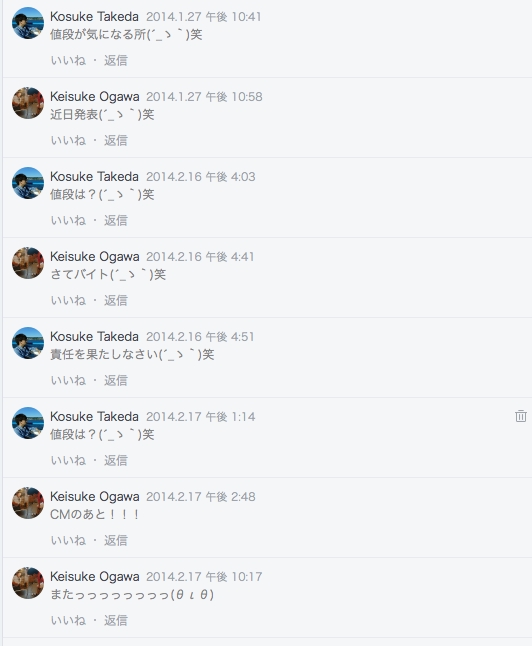 Kosuke Takeda 2014.1.27 午後 10:41
値段が気になる所(´_ゝ`)笑
いいね · 返信
Keisuke Ogawa 2014.1.27 午後 10:58
近日発表(´_ゝ`)笑
いいね · 返信
Kosuke Takeda 2014.2.16 午後 4:03
値段は？(´_ゝ`)笑
いいね · 返信
Keisuke Ogawa 2014.2.16 午後 4:41
さてバイト(´_ゝ`)笑
いいね · 返信
Kosuke Takeda 2014.2.16 午後 4:51
責任を果たしなさい(´_ゝ`)笑
いいね · 返信
Kosuke Takeda 2014.2.17 午後 1:14
値段は？(´_ゝ`)笑
いいね · 返信
Keisuke Ogawa 2014.2.17 午後 2:48
CMのあと！！！
いいね · 返信
Keisuke Ogawa 2014.2.17 午後 10:17
またっっっっっっっっ(θιθ)
いいね · 返信